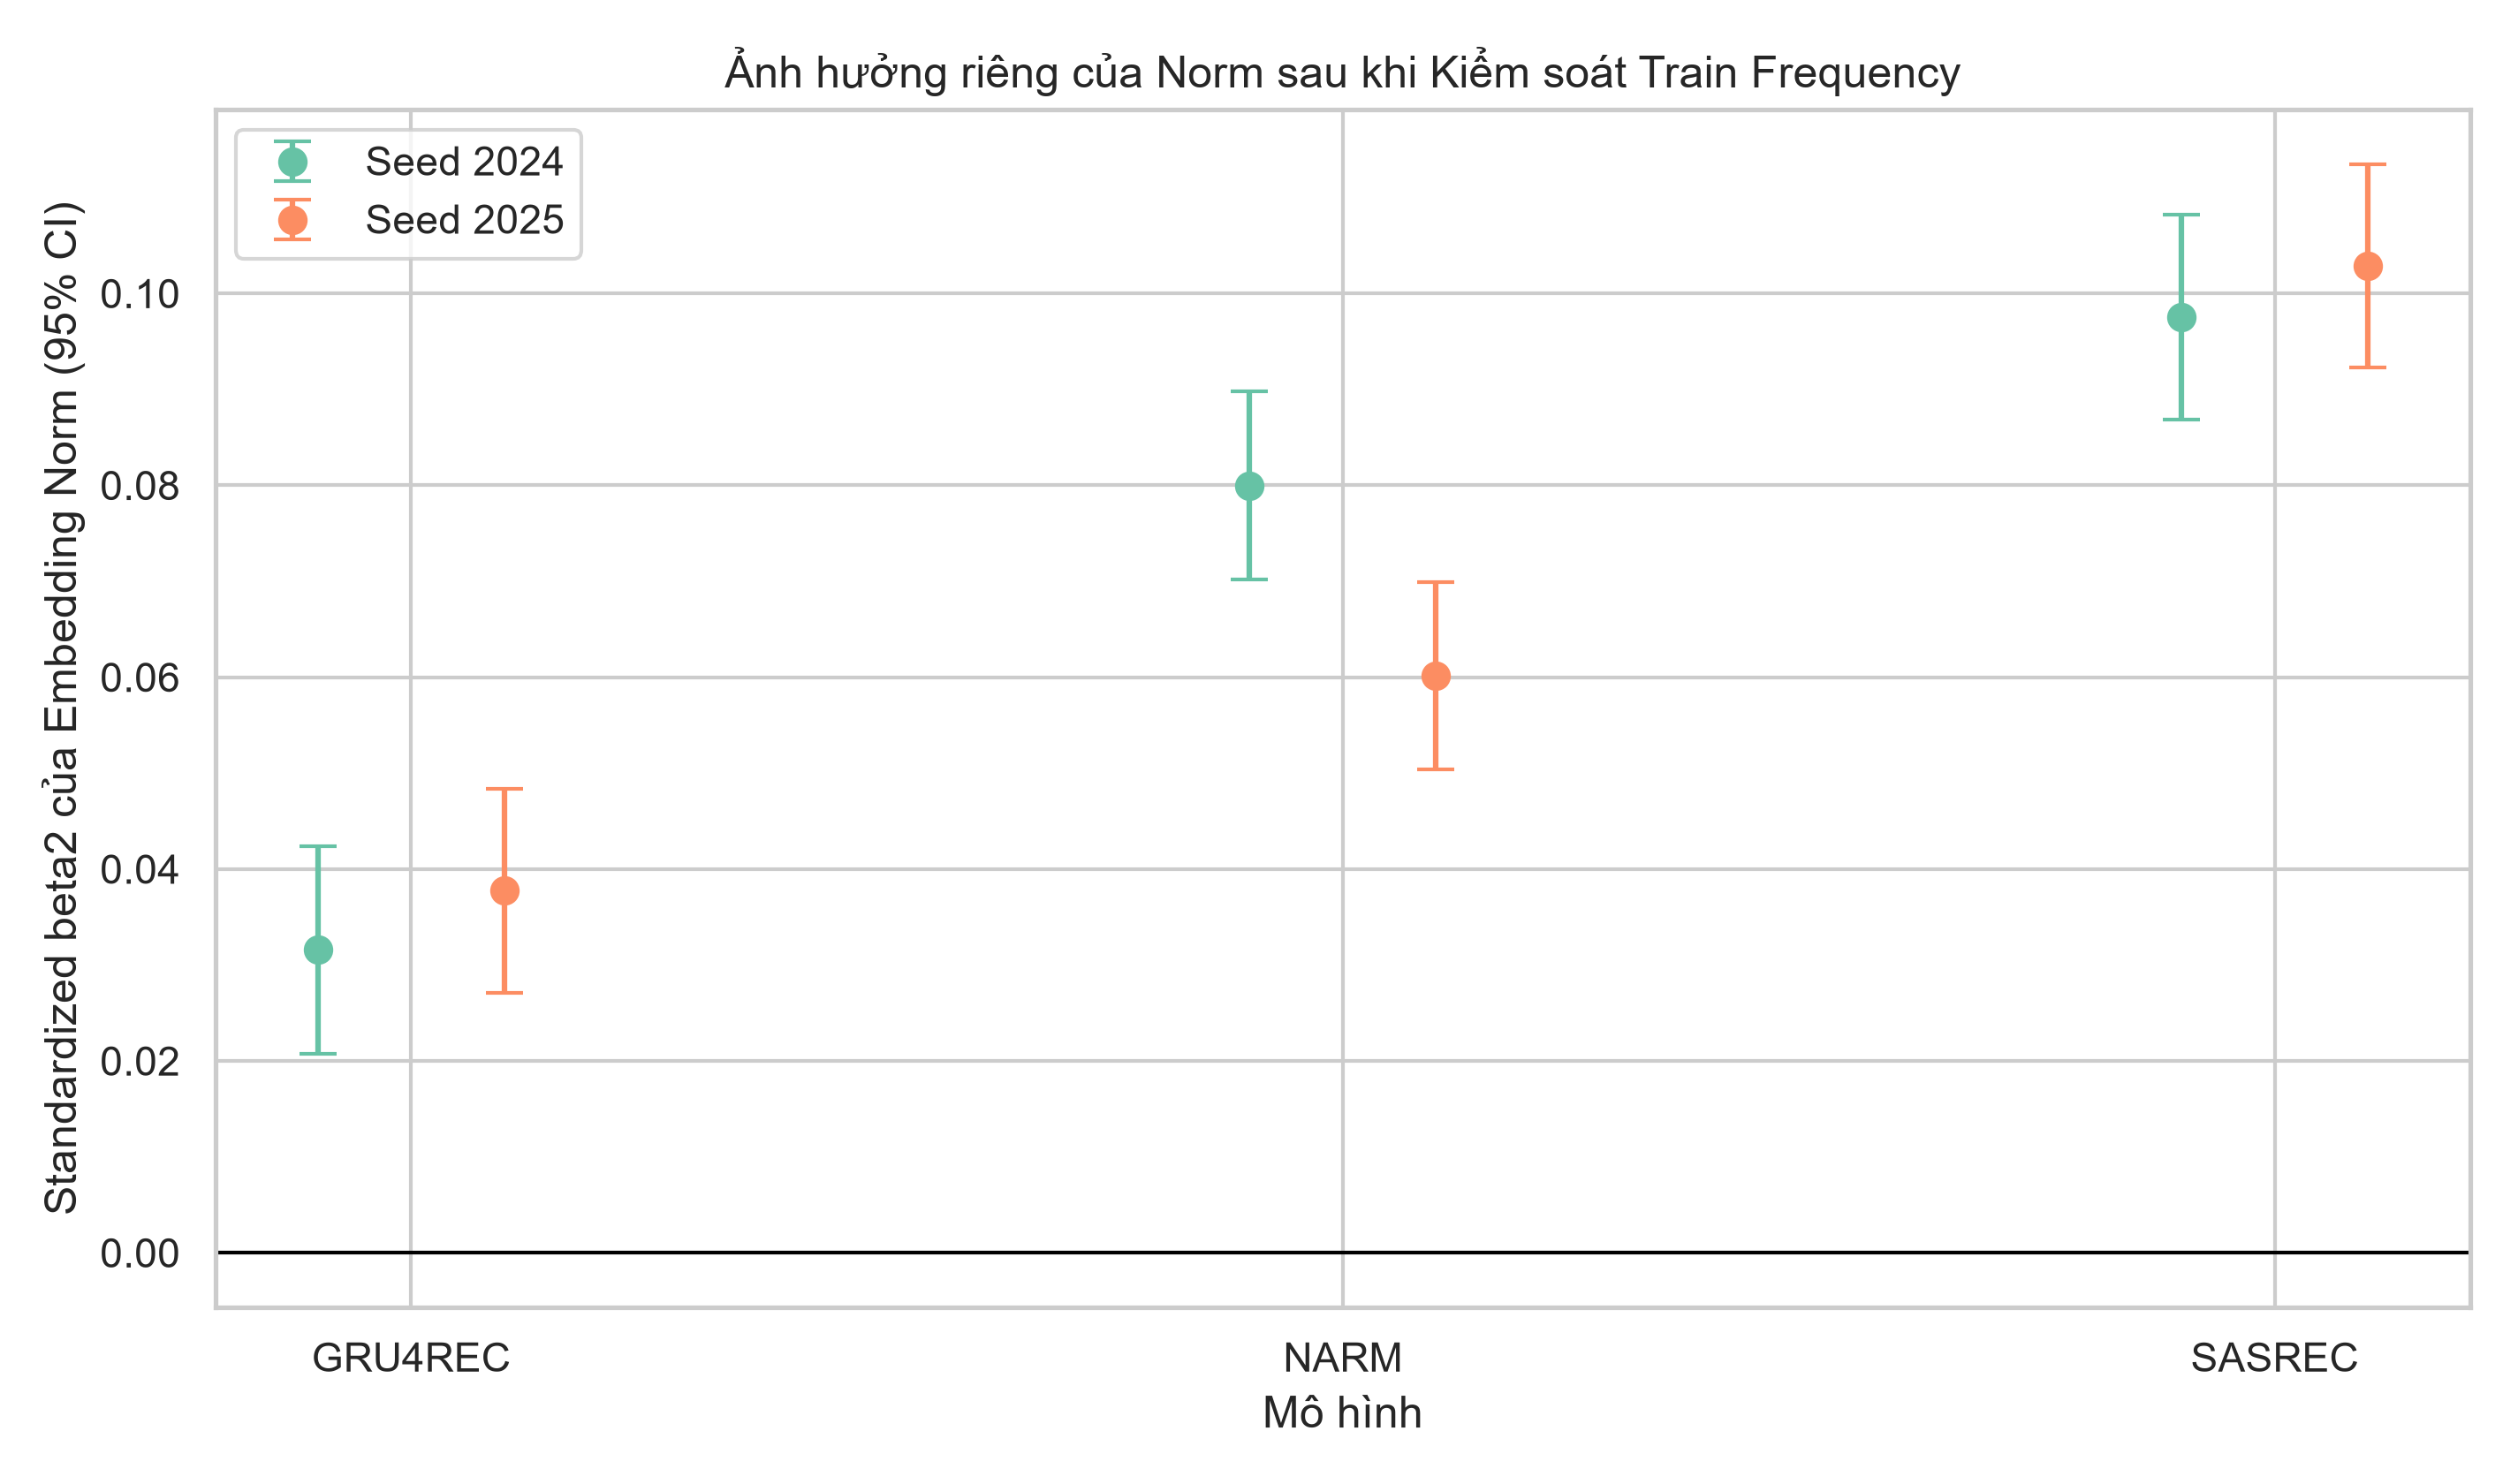 Ảnh hưởng riêng của Norm sau khi Kiểm soát Train Frequency
Seed 2024
Seed 2025
Standardized beta2 của Embedding Norm (95% CI)
0.10
0.08
0.06
0.04
0.02
0.00
GRU4REC
NARM
SASREC
Mô hình